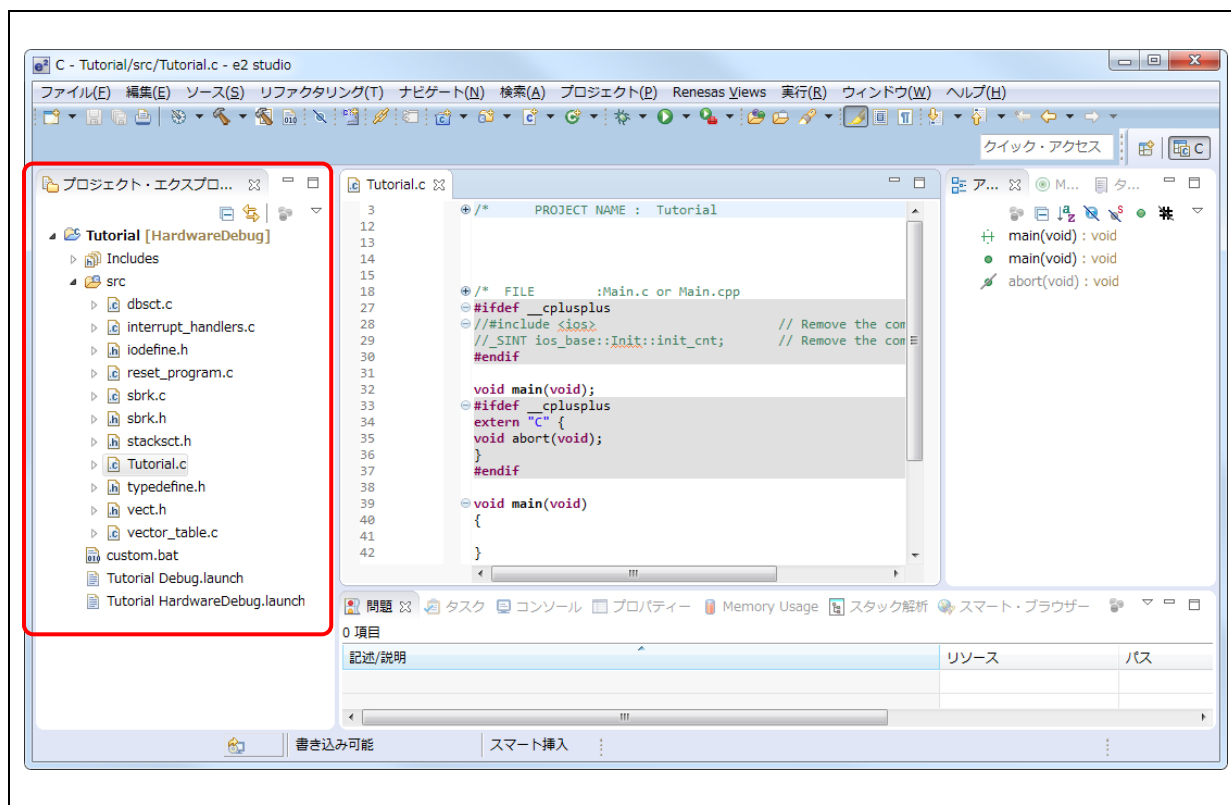 C - Tutorial/src/Tutorial.c - e2 studio
ファイル(F) 編集(E) ソース(S) リファクタリング(T) ナビゲート(N) 検索(A) プロジェクト(P) Renesas Views 実行(R) ウィンドウ(W) ヘルプ(H)
クイック・アクセス
C
プロジェクト・エクスプロ...
Tutorial [HardwareDebug]
Includes
src
dbsct.c
interrupt_handlers.c
iodefine.h
reset_program.c
sbrk.c
sbrk.h
stacksct.h
Tutorial.c
typedefine.h
vect.h
vector_table.c
custom.bat
Tutorial Debug.launch
Tutorial HardwareDebug.launch
Tutorial.c
3 /* PROJECT NAME : Tutorial
12
13
14
15
18 /* FILE :Main.c or Main.cpp
27 #ifdef __cplusplus
28 //#include <ios> // Remove the com
29 //_SINT ios_base::Init::init_cnt; // Remove the com
30 #endif
31
32 void main(void);
33 #ifdef __cplusplus
34 extern "C" {
35 void abort(void);
36 }
37 #endif
38
39 void main(void)
40 {
41
42 }
ア... M... タ...
main(void) : void
main(void) : void
abort(void) : void
問題 タスク コンソール プロパティー Memory Usage スタック解析 スマート・ブラウザー
0 項目
記述/説明 リソース パス
書き込み可能 スマート挿入